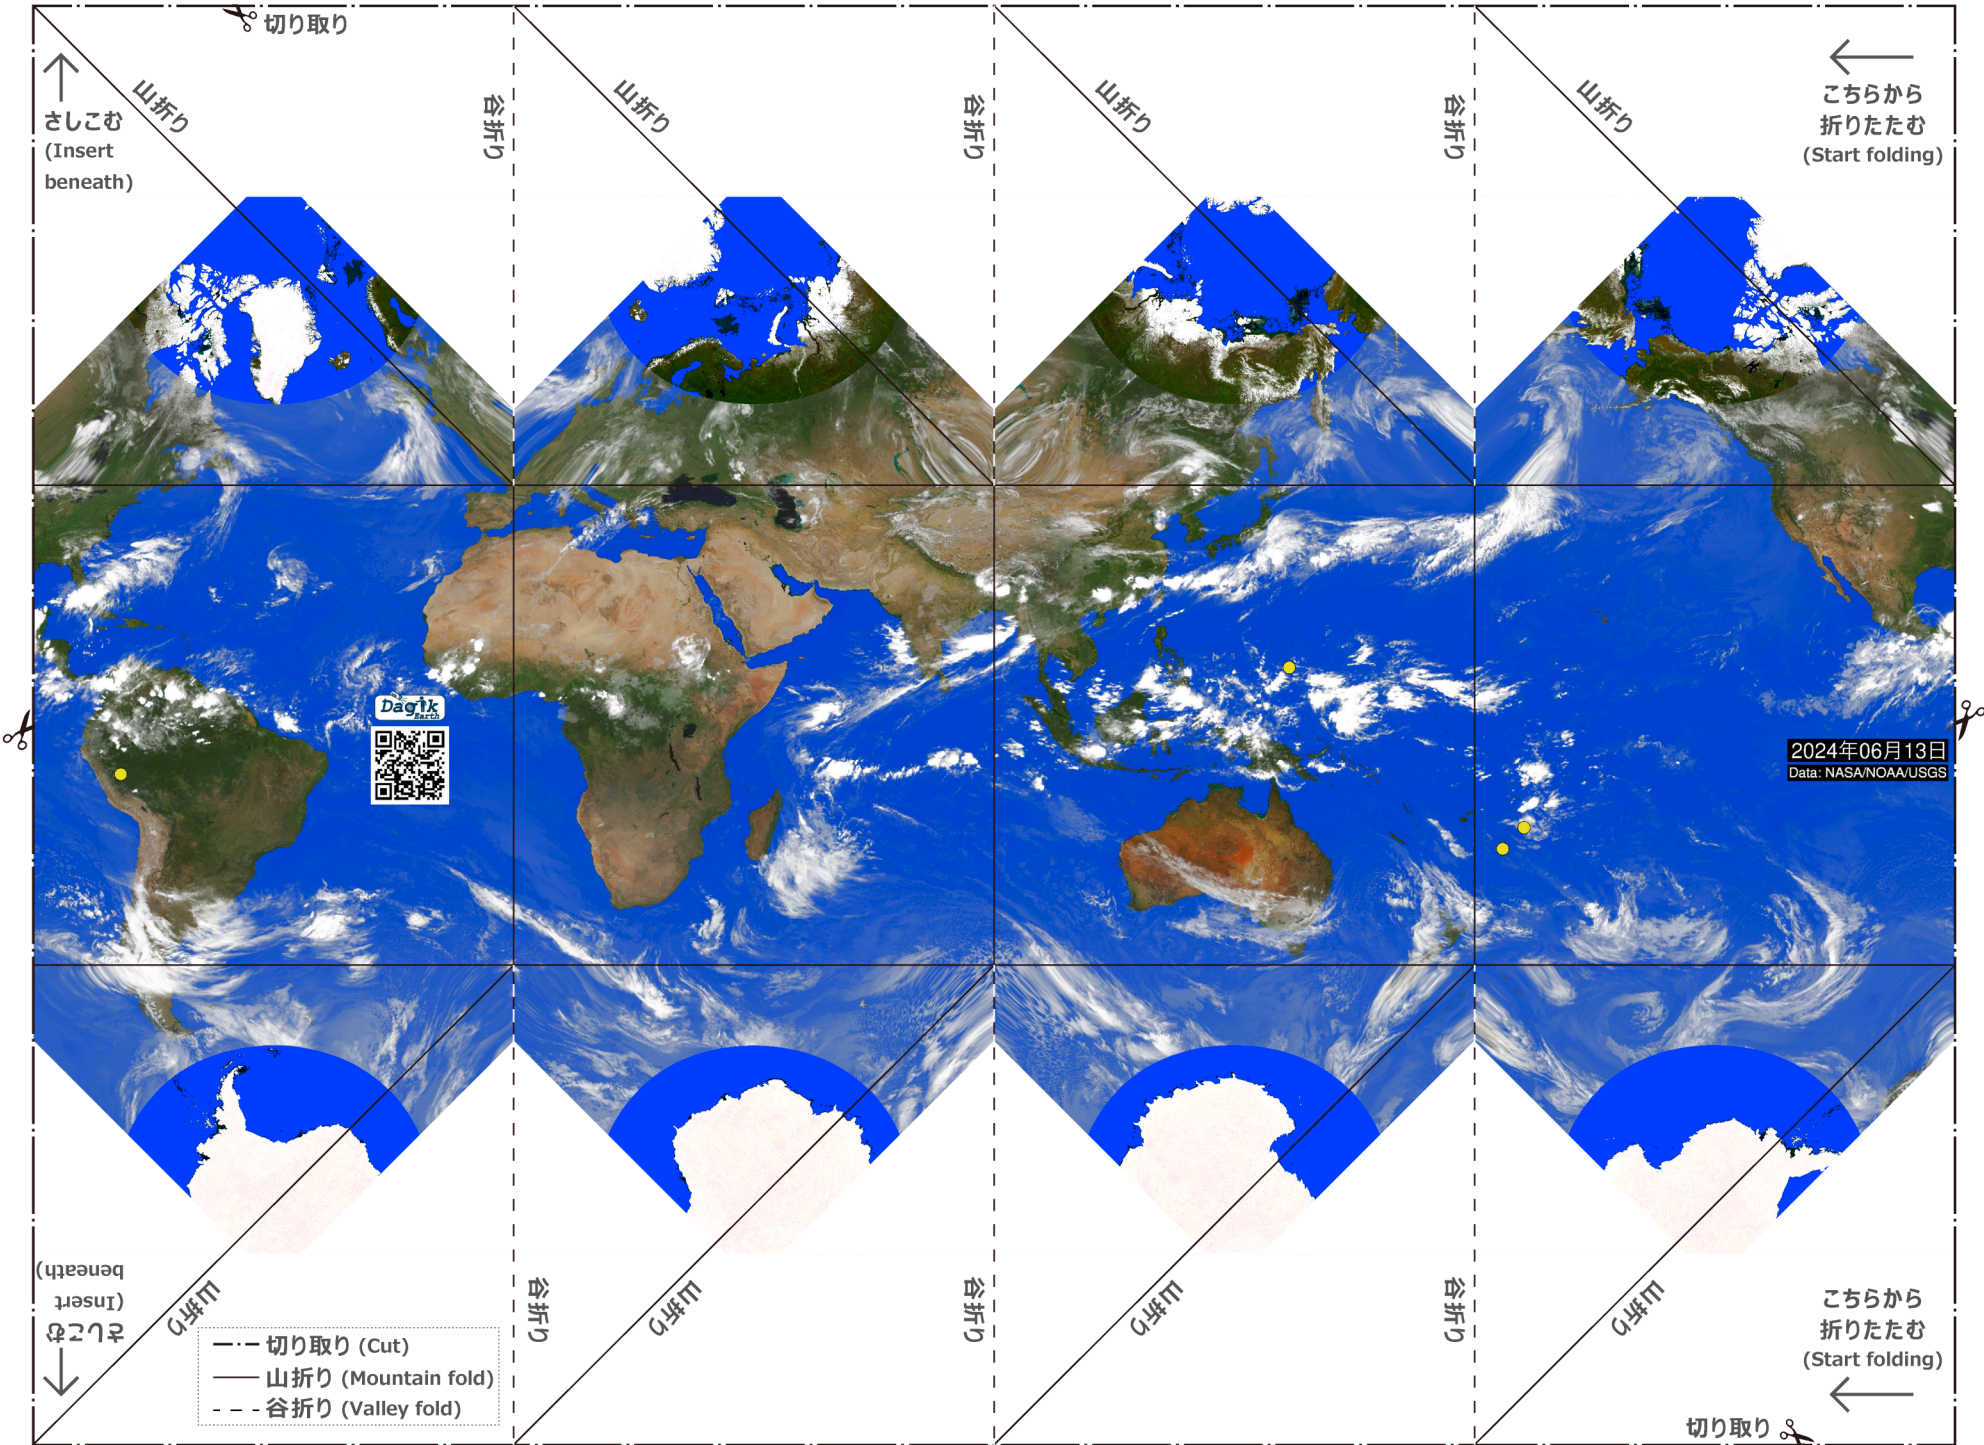 切り取り
さしこむ
(Insert
beneath)
山折り
谷折り
山折り
谷折り
山折り
谷折り
山折り
こちらから
折りたたむ
(Start folding)
Dagik
Earth
2024年06月13日
Data: NASA/NOAA/USGS
さしこむ
(Insert
beneath)
山折り
谷折り
山折り
谷折り
山折り
谷折り
山折り
こちらから
折りたたむ
(Start folding)
切り取り (Cut)
山折り (Mountain fold)
谷折り (Valley fold)
切り取り